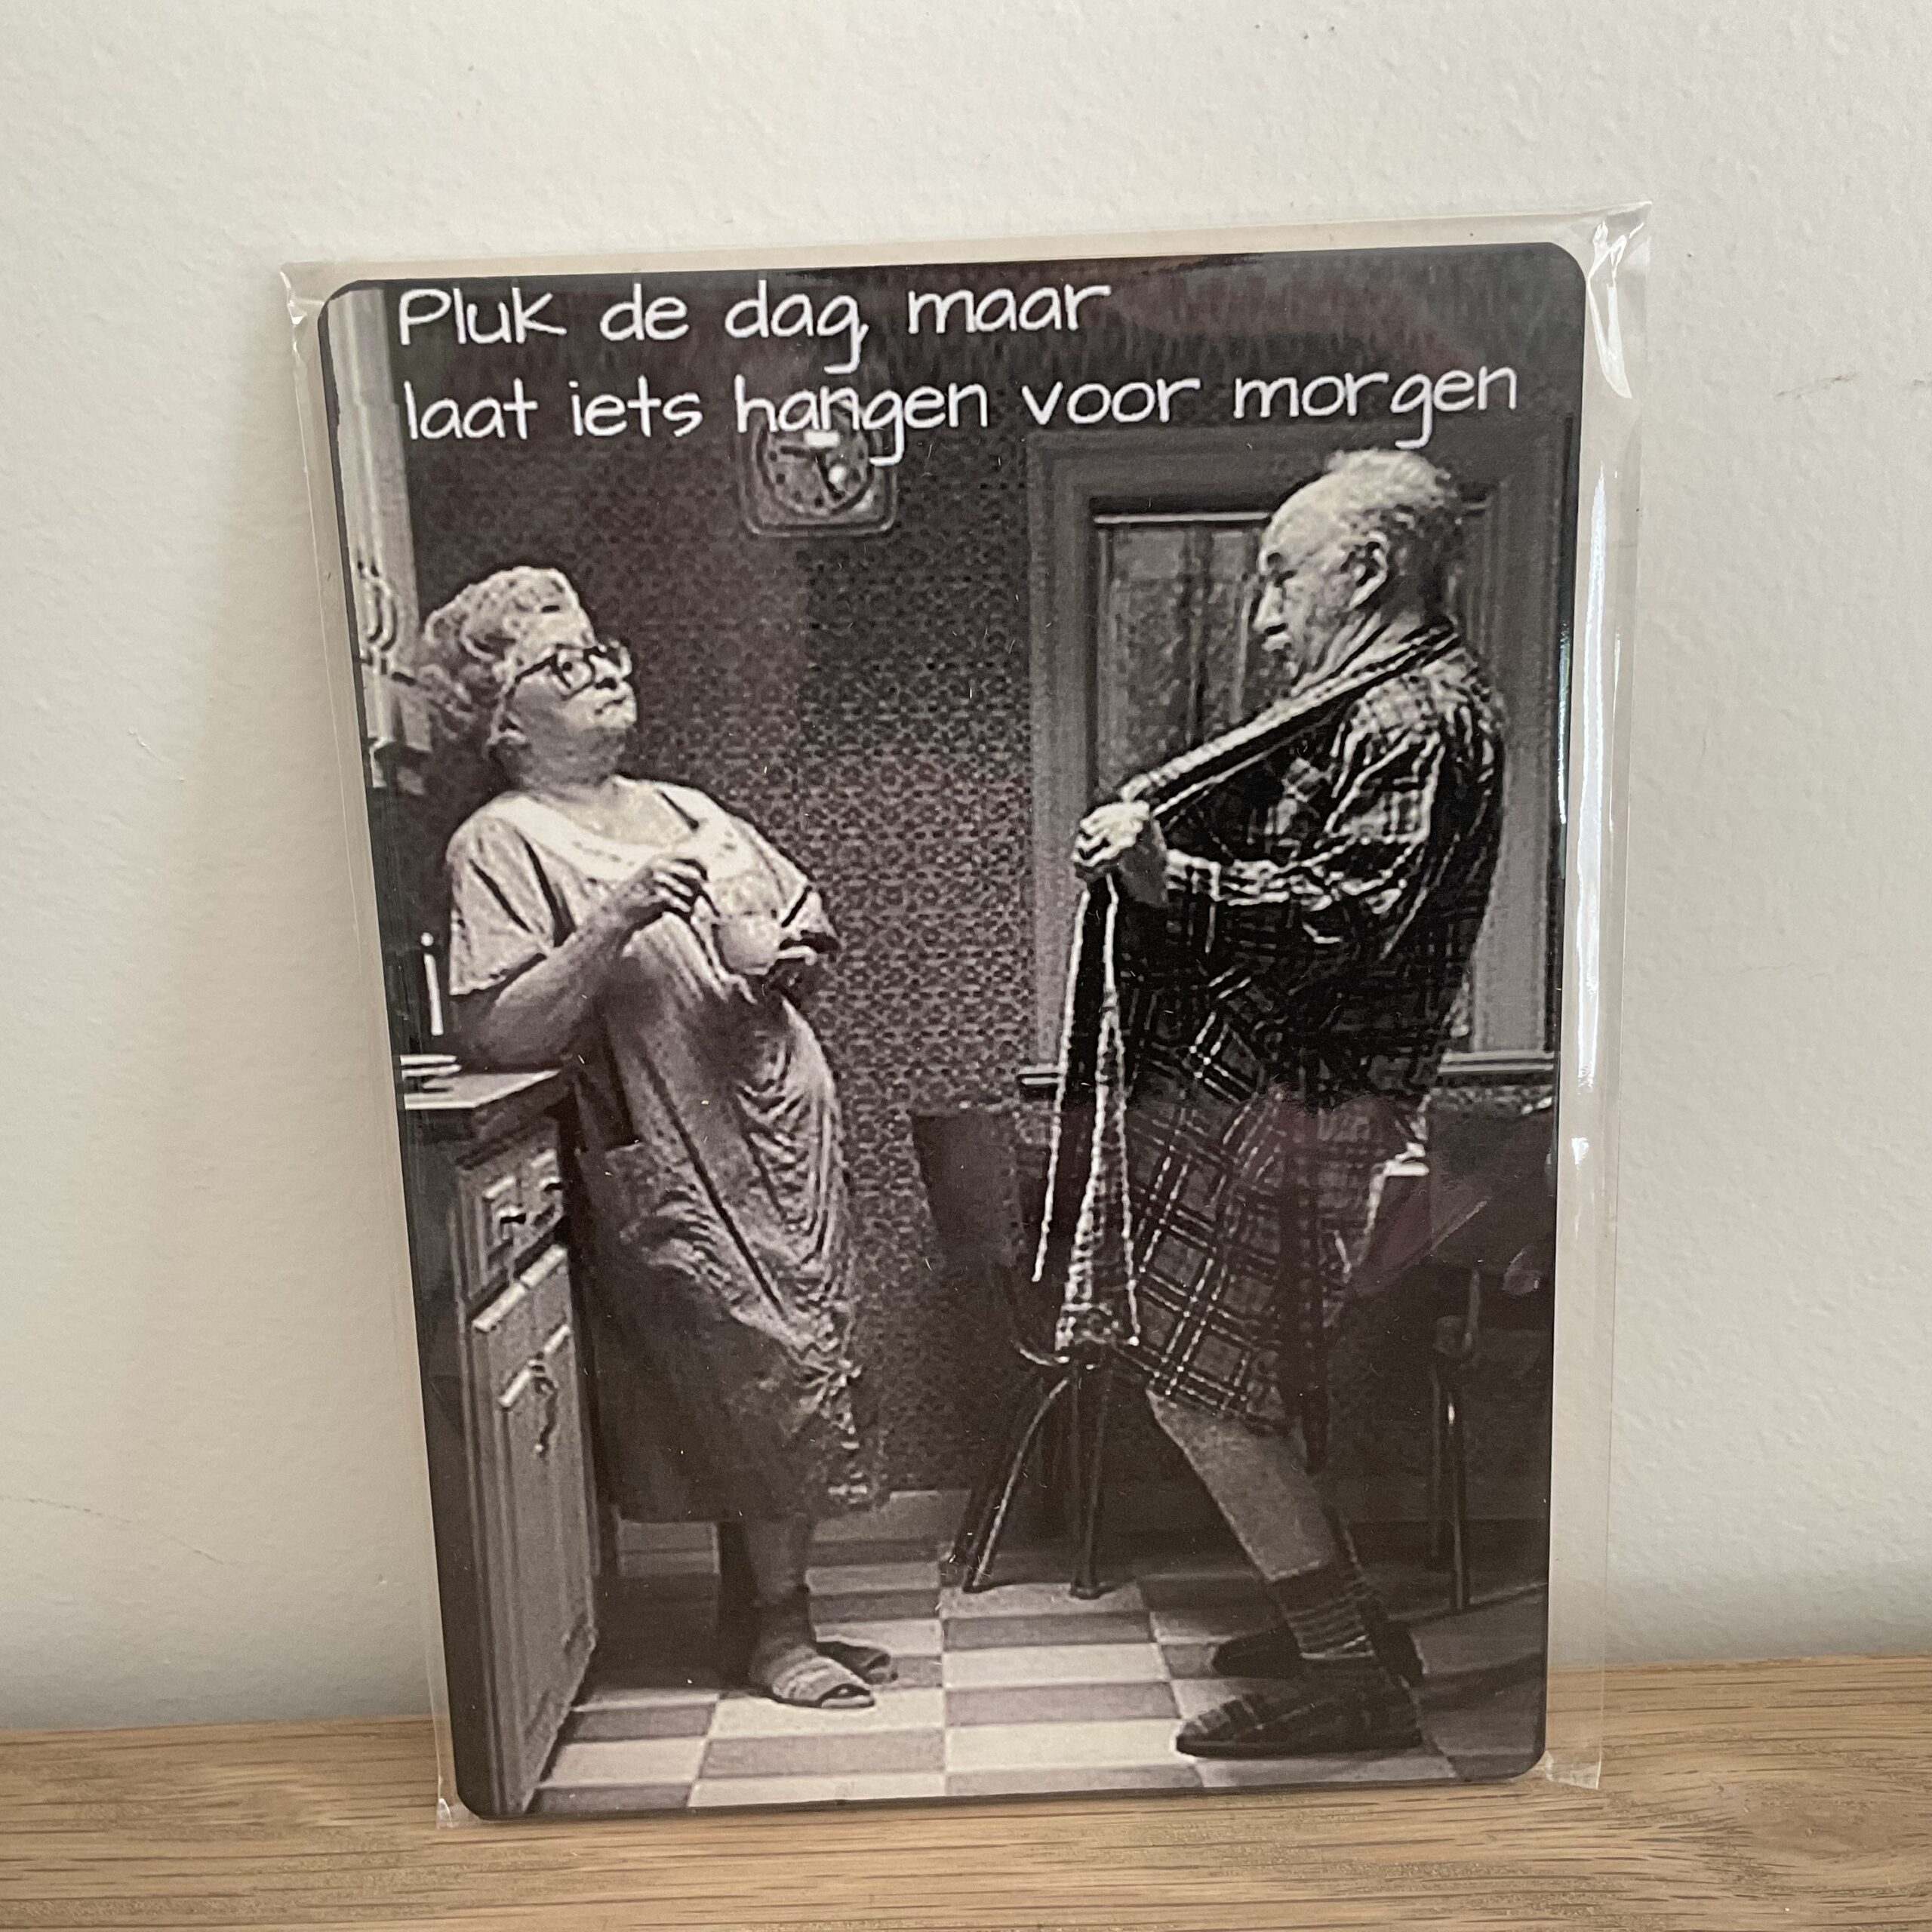 Pluk de dag, maar
laat iets hangen voor morgen